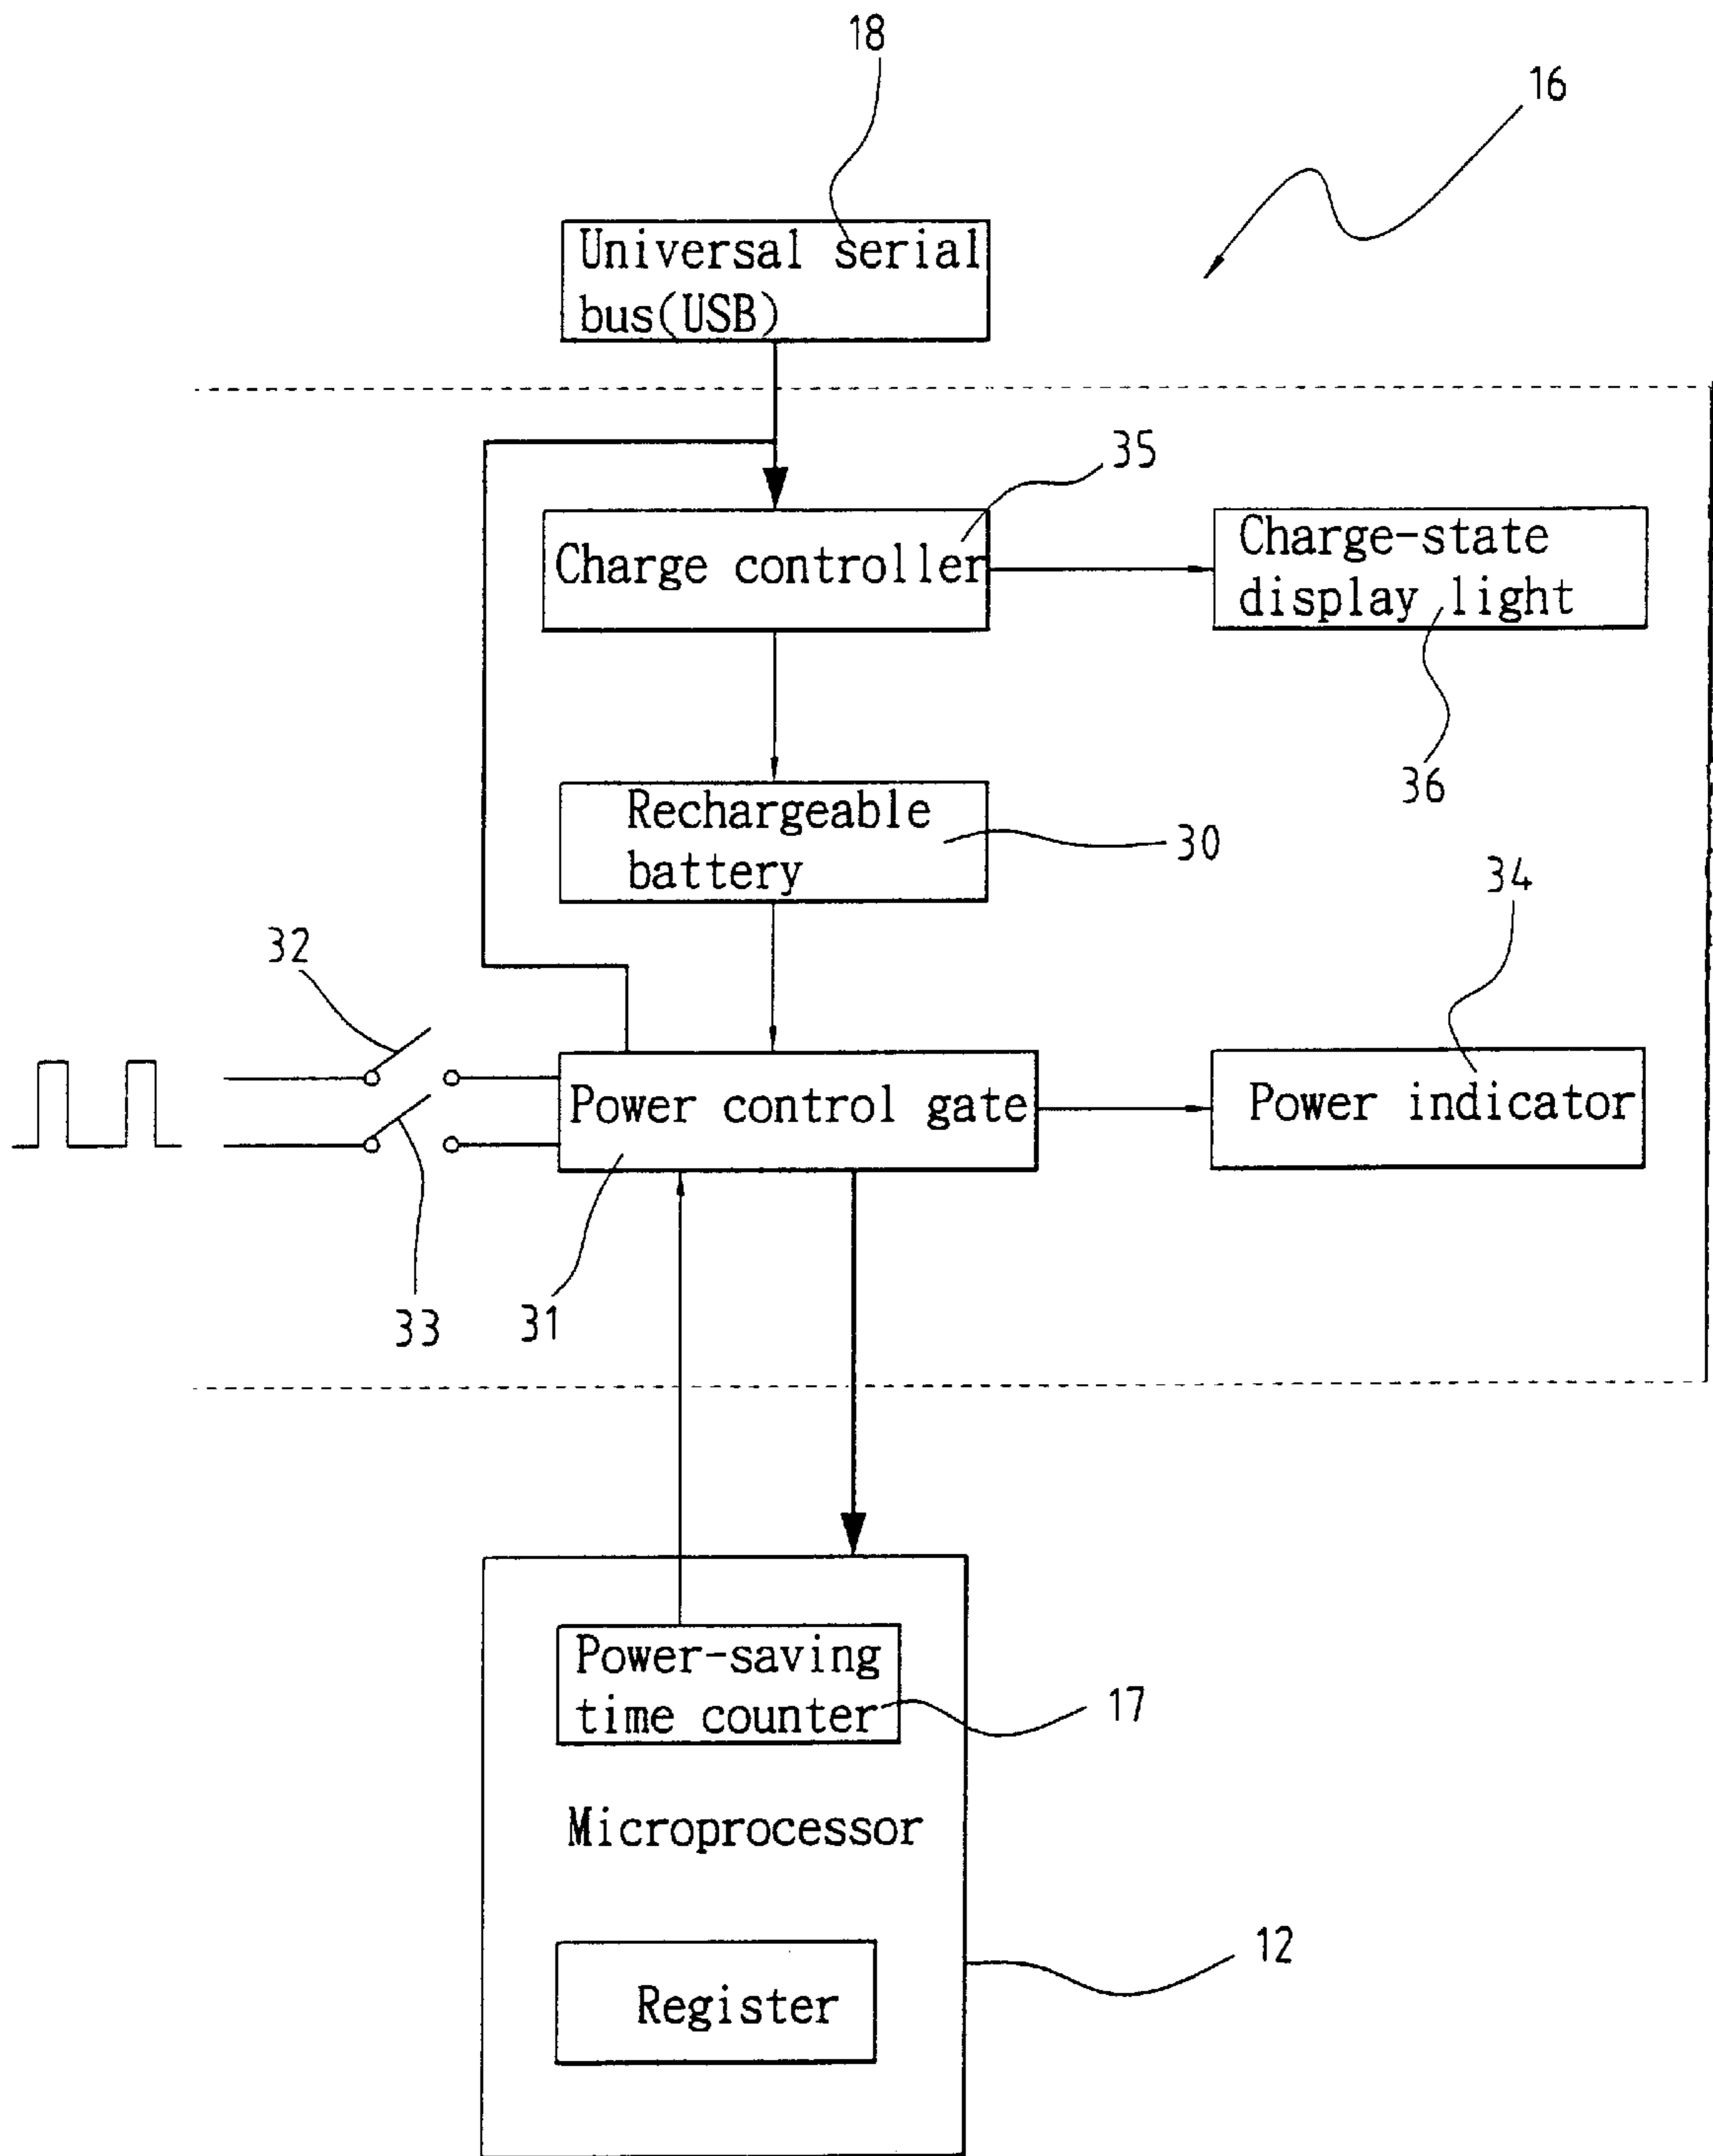 18
16
Universal serial
bus(USB)
35
Charge controller
Charge-state
display light
36
Rechargeable
battery
30
34
32
Power control gate
Power indicator
33
31
Power-saving
time counter
17
Microprocessor
12
Register